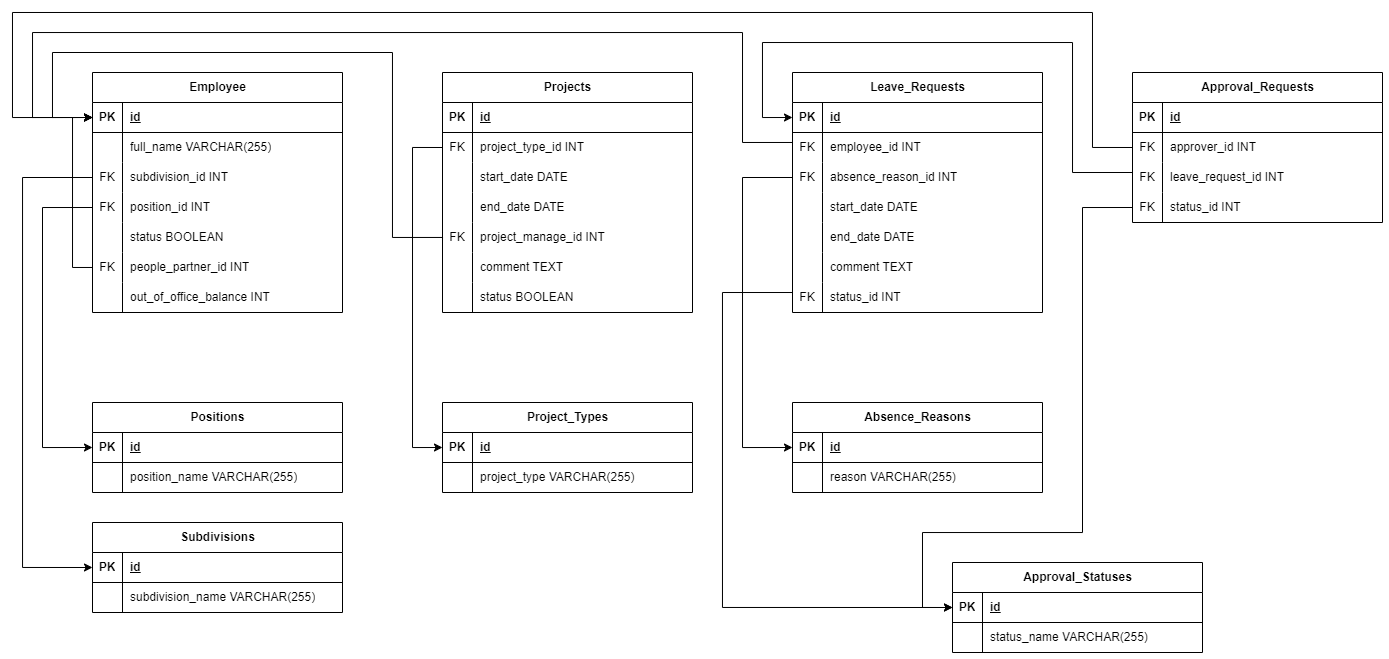 Employee
PK id
full_name VARCHAR(255)
FK subdivision_id INT
FK position_id INT
status BOOLEAN
FK people_partner_id INT
out_of_office_balance INT
Projects
PK id
FK project_type_id INT
start_date DATE
end_date DATE
FK project_manage_id INT
comment TEXT
status BOOLEAN
Leave_Requests
PK id
FK employee_id INT
FK absence_reason_id INT
start_date DATE
end_date DATE
comment TEXT
FK status_id INT
Approval_Requests
PK id
FK approver_id INT
FK leave_request_id INT
FK status_id INT
Positions
PK id
position_name VARCHAR(255)
Project_Types
PK id
project_type VARCHAR(255)
Absence_Reasons
PK id
reason VARCHAR(255)
Subdivisions
PK id
subdivision_name VARCHAR(255)
Approval_Statuses
PK id
status_name VARCHAR(255)